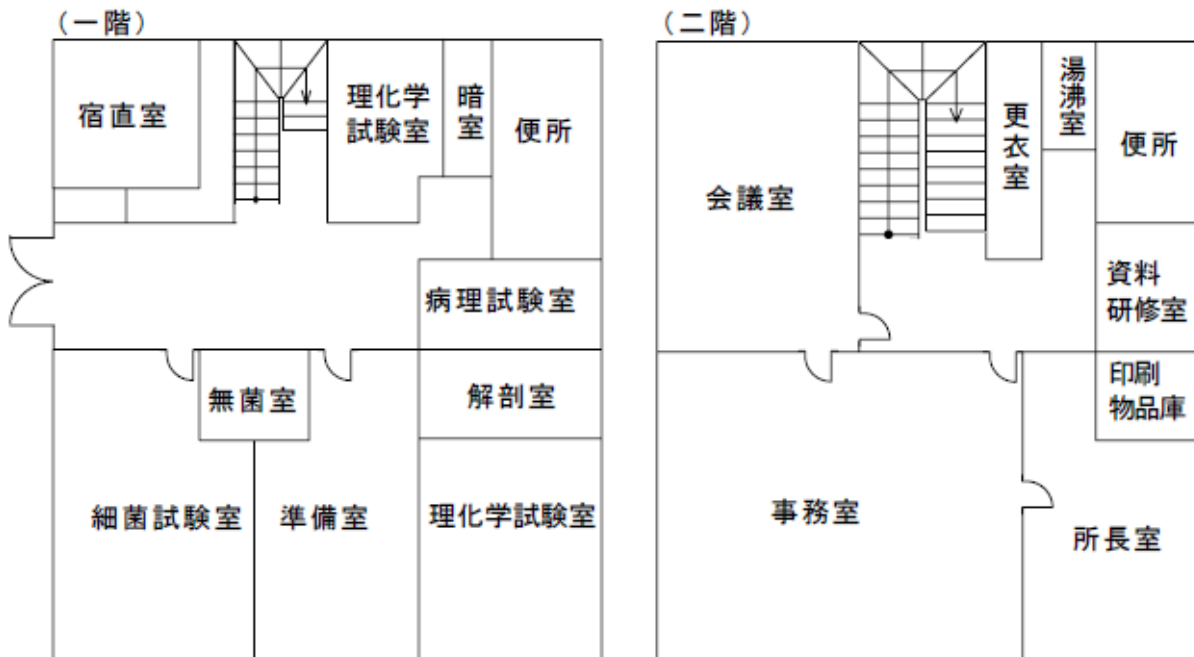 (一階)
宿直室
理化学
試験室
暗室
便所
病理試験室
無菌室
解剖室
細菌試験室
準備室
理化学試験室
(二階)
会議室
更衣室
湯沸室
便所
資料
研修室
印刷
物品庫
事務室
所長室